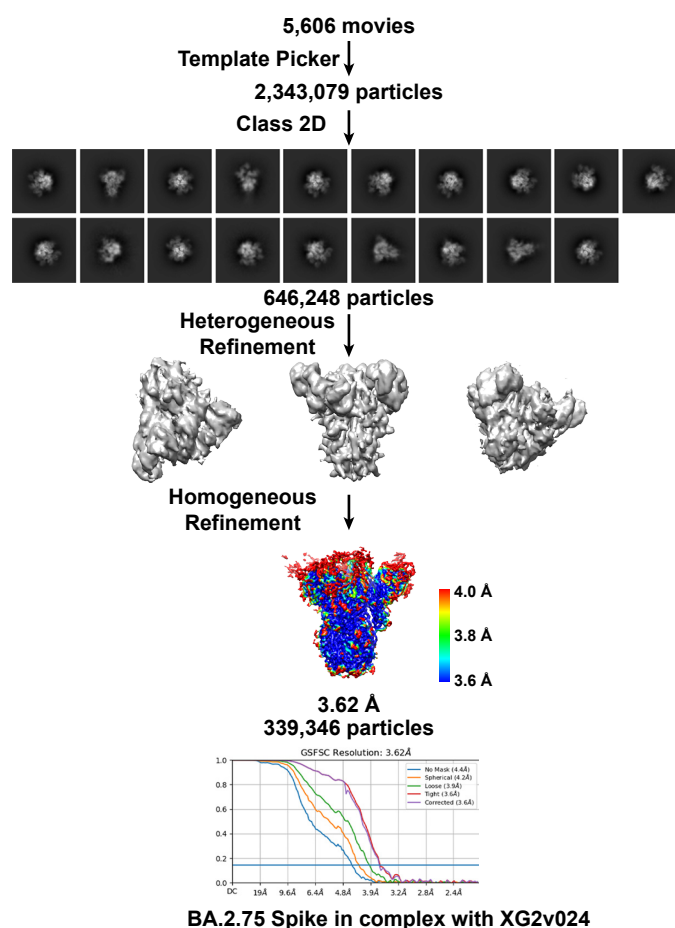 5,606 movies
Template Picker
2,343,079 particles
Class 2D
646,248 particles
Heterogeneous
Refinement
Homogeneous
Refinement
4.0 Å
3.8 Å
3.6 Å
3.62 Å
339,346 particles
GSFSC Resolution: 3.62Å
1.0
0.8
0.6
0.4
0.2
0.0
No Mask (4.4Å)
Spherical (4.2Å)
Loose (3.9Å)
Tight (3.6Å)
Corrected (3.6Å)
DC 19Å 9.6Å 6.4Å 4.8Å 3.9Å 3.2Å 2.8Å 2.4Å
BA.2.75 Spike in complex with XG2v024